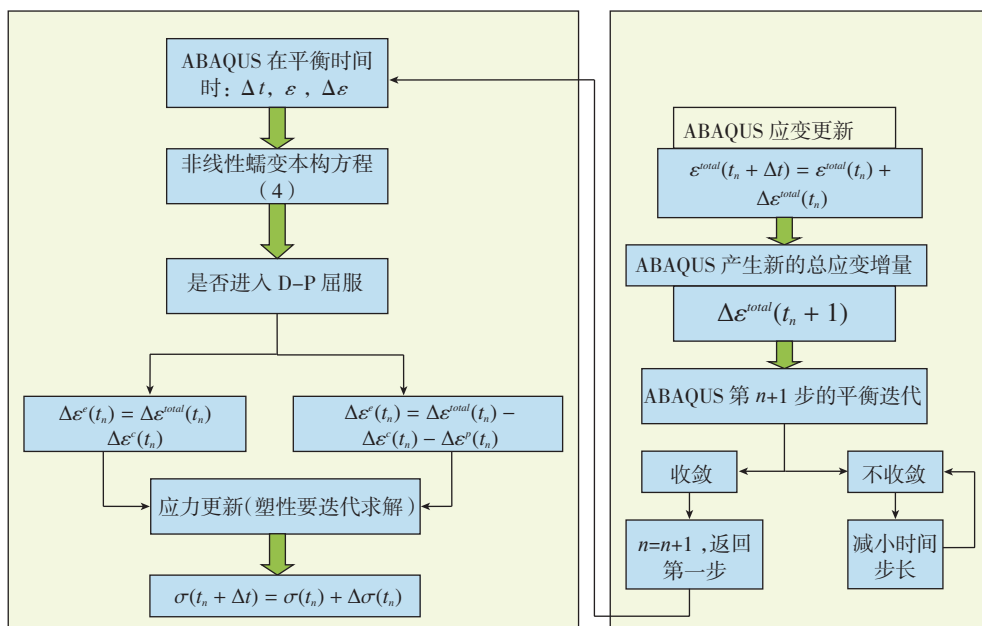 ABAQUS 在平衡时间
时：Δt，ε，Δε
非线性蠕变本构方程
（4）
是否进入 D-P 屈服
Δε^e(t_n) = Δε^total(t_n)
Δε^c(t_n)
Δε^e(t_n) = Δε^total(t_n) −
Δε^c(t_n) − Δε^p(t_n)
应力更新（塑性要迭代求解）
σ(t_n + Δt) = σ(t_n) + Δσ(t_n)
ABAQUS 应变更新
ε^total(t_n + Δt) = ε^total(t_n) +
Δε^total(t_n)
ABAQUS 产生新的总应变增量
Δε^total(t_n + 1)
ABAQUS 第 n+1 步的平衡迭代
收敛
不收敛
n=n+1，返回
第一步
减小时间
步长